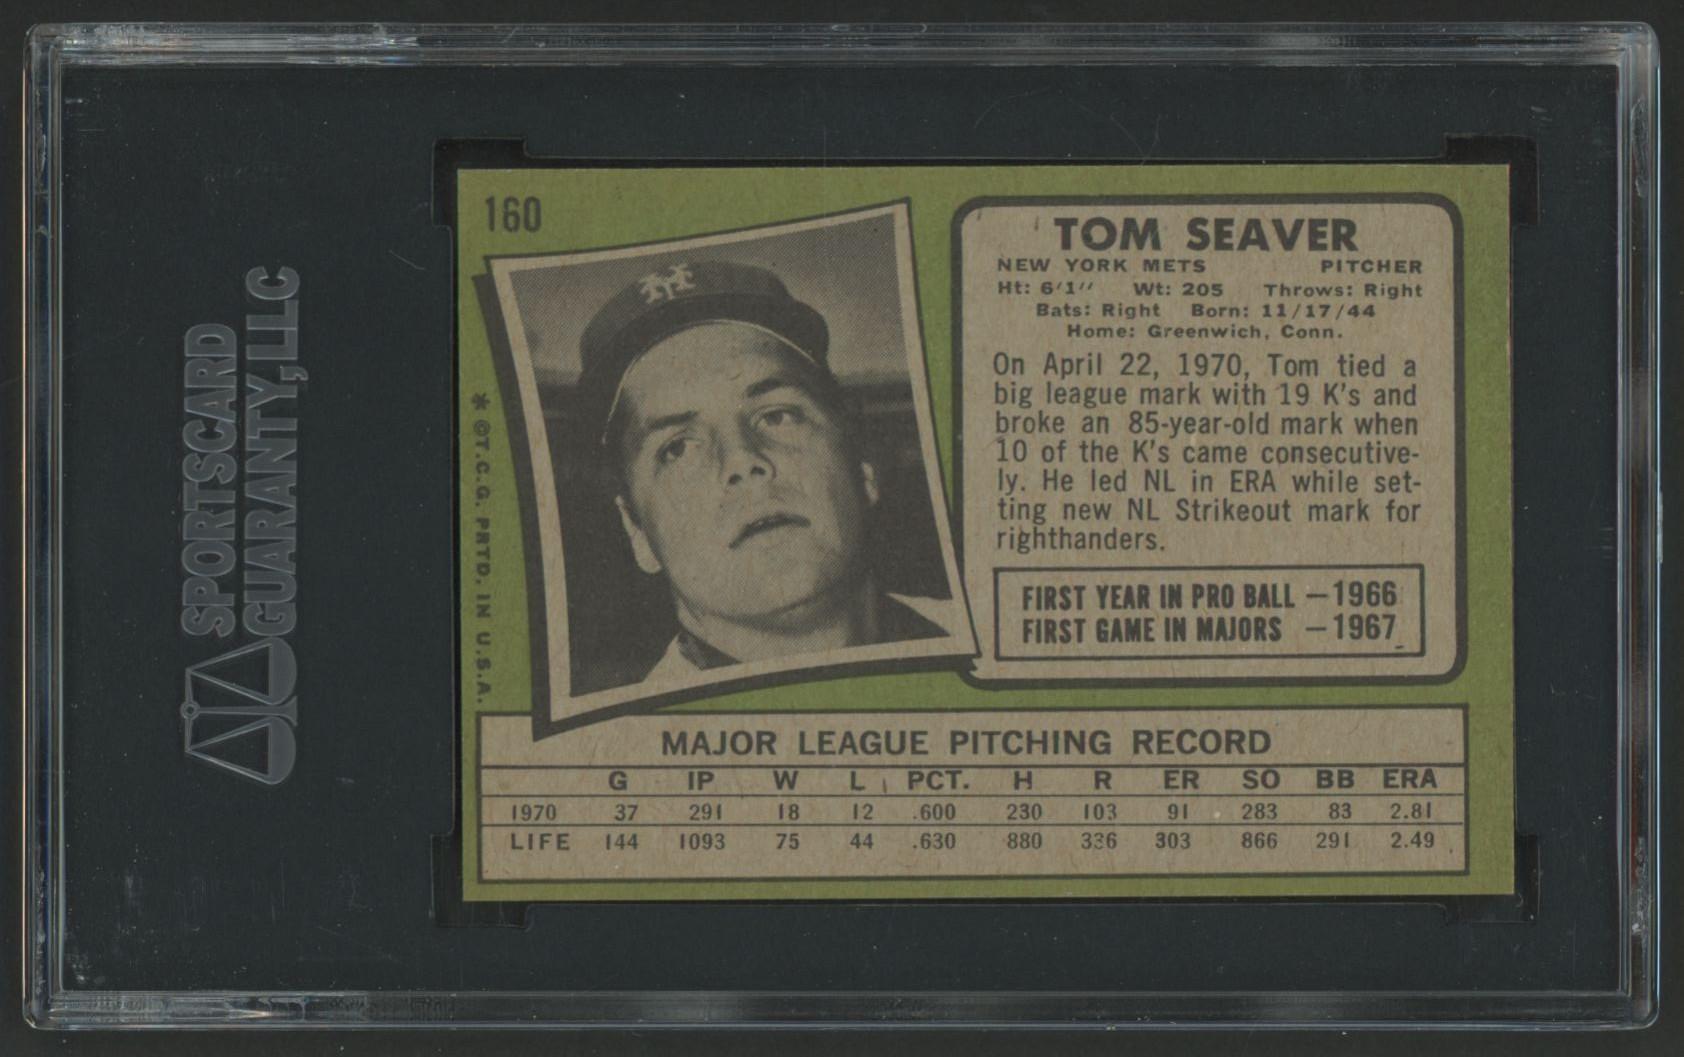 160
TOM SEAVER
NEW YORK METS PITCHER
Ht: 6'1" Wt: 205 Throws: Right
Bats: Right Born: 11/17/44
Home: Greenwich, Conn.
On April 22, 1970, Tom tied a
big league mark with 19 K's and
broke an 85-year-old mark when
10 of the K's came consecutive-
ly. He led NL in ERA while set-
ting new NL Strikeout mark for
righthanders.
FIRST YEAR IN PRO BALL — 1966
FIRST GAME IN MAJORS — 1967
* ©T.C.G. PRTD. IN U.S.A.
MAJOR LEAGUE PITCHING RECORD
G IP W L PCT. H R ER SO BB ERA
1970 37 291 18 12 .600 230 103 91 283 83 2.81
LIFE 144 1093 75 44 .630 880 336 303 866 291 2.49
SPORTSCARD
GUARANTY,LLC